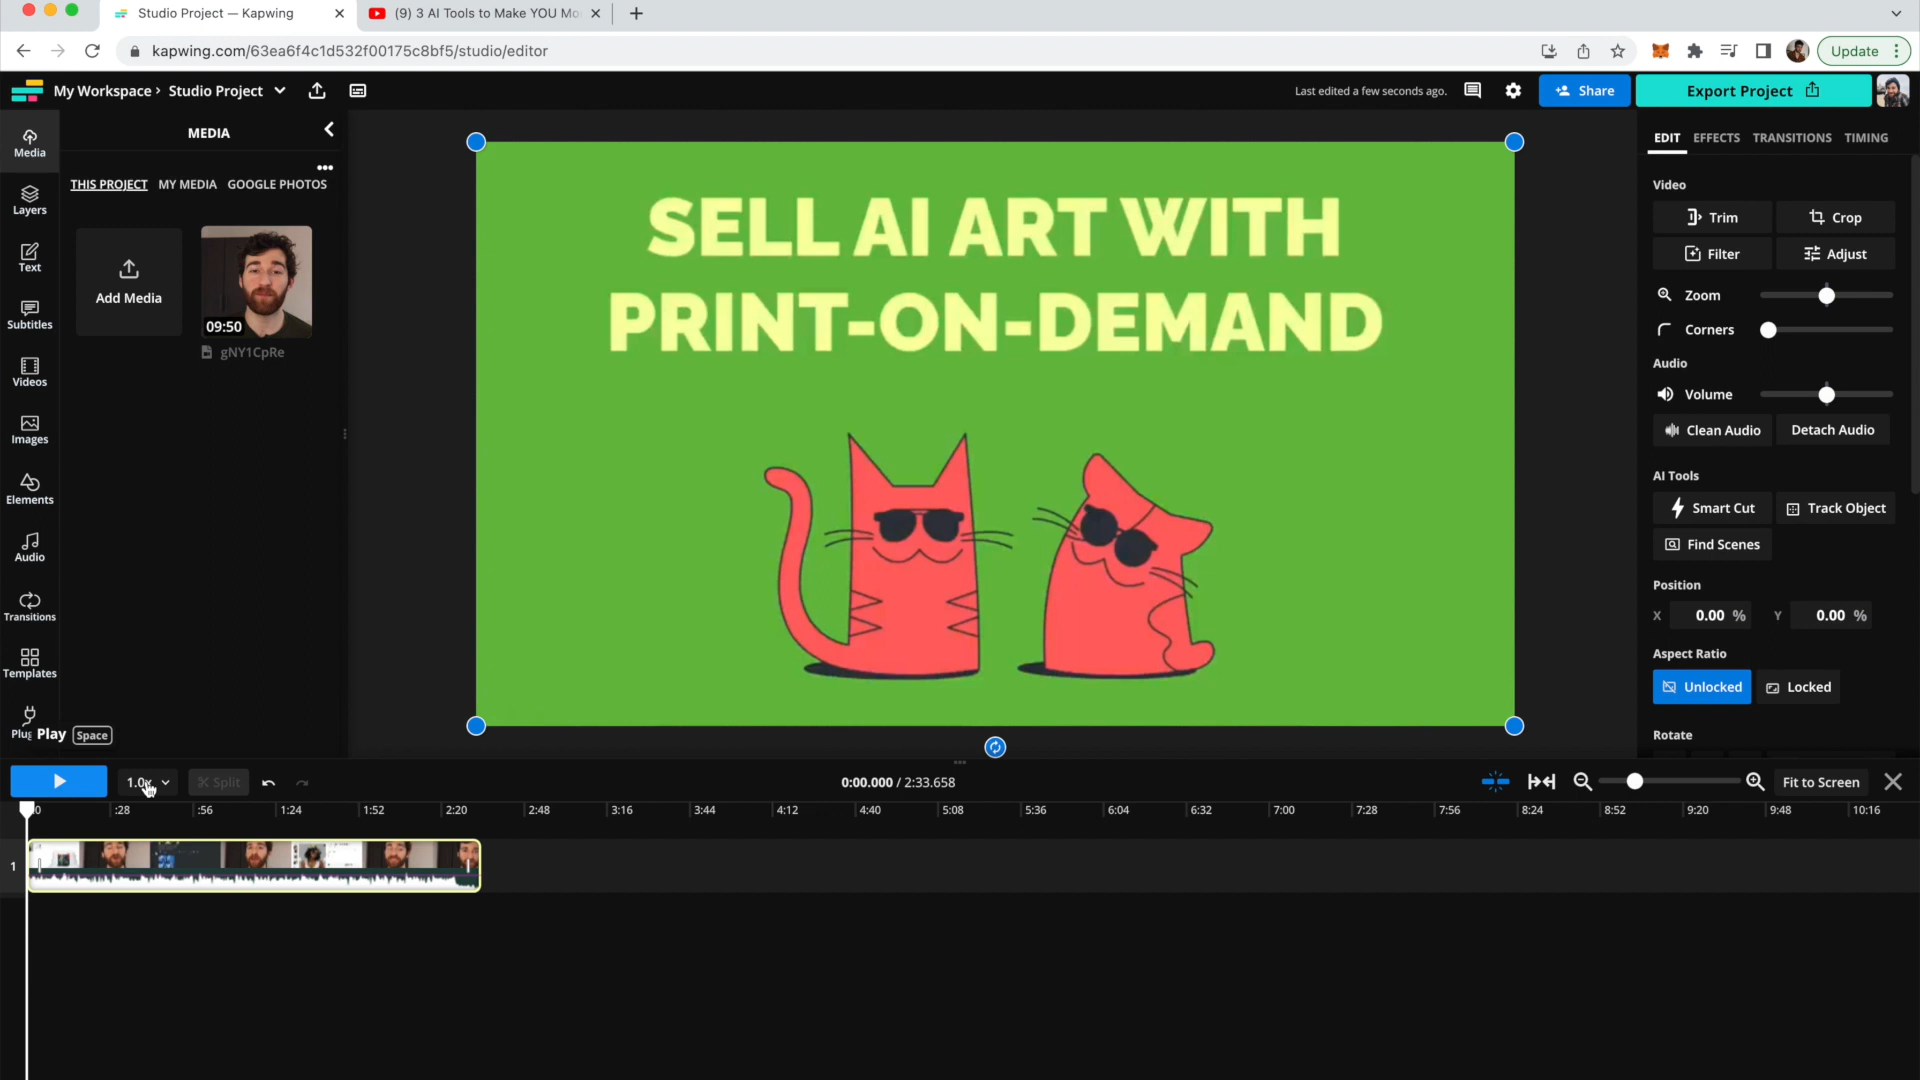 Studio Project — Kapwing
(9) 3 AI Tools to Make YOU Mo
kapwing.com/63ea6f4c1d532f00175c8bf5/studio/editor
Update
My Workspace › Studio Project
Last edited a few seconds ago.
Share
Export Project
Media
Layers
Text
Subtitles
Videos
Images
Elements
Audio
Transitions
Templates
Plug
MEDIA
THIS PROJECT MY MEDIA GOOGLE PHOTOS
Add Media
09:50
gNY1CpRe
SELL AI ART WITH
PRINT-ON-DEMAND
EDIT EFFECTS TRANSITIONS TIMING
Video
Trim Crop
Filter Adjust
Zoom
Corners
Audio
Volume
Clean Audio Detach Audio
AI Tools
Smart Cut Track Object
Find Scenes
Position
X 0.00 % Y 0.00 %
Aspect Ratio
Unlocked Locked
Rotate
Play Space
1.0x Split 0:00.000 / 2:33.658 Fit to Screen
:0 :28 :56 1:24 1:52 2:20 2:48 3:16 3:44 4:12 4:40 5:08 5:36 6:04 6:32 7:00 7:28 7:56 8:24 8:52 9:20 9:48 10:16
1